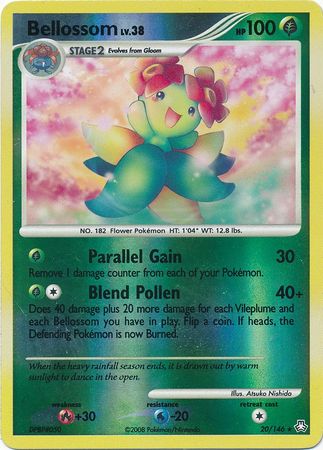 Bellossom LV.38 HP 100
STAGE2 Evolves from Gloom
NO. 182 Flower Pokémon HT: 1'04" WT: 12.8 lbs.
Parallel Gain 30
Remove 1 damage counter from each of your Pokémon.
Blend Pollen 40+
Does 40 damage plus 20 more damage for each Vileplume and
each Bellossom you have in play. Flip a coin. If heads, the
Defending Pokémon is now Burned.
When the heavy rainfall season ends, it is drawn out by warm
sunlight to dance in the open.
Illus. Atsuko Nishida
weakness resistance retreat cost
+30 -20
DPBP#050 ©2008 Pokémon/Nintendo 20/146 ★